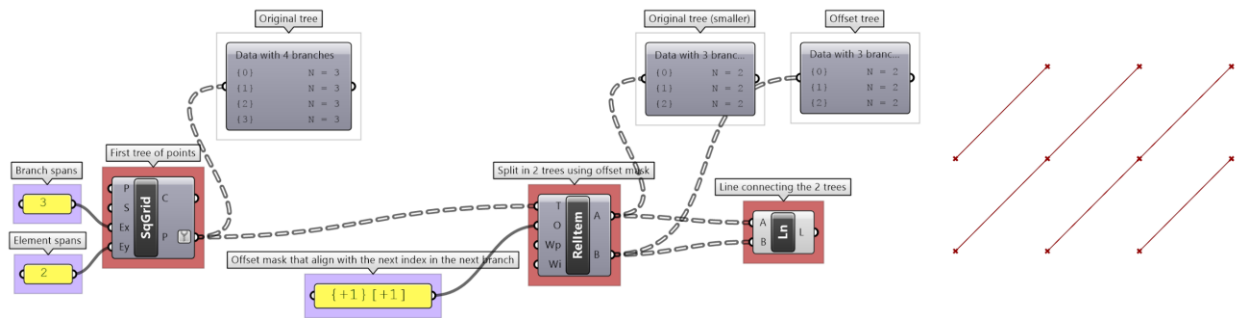 Original tree
Data with 4 branches
{0} N = 3
{1} N = 3
{2} N = 3
{3} N = 3
Original tree (smaller)
Data with 3 branc...
{0} N = 2
{1} N = 2
{2} N = 2
Offset tree
Data with 3 branc...
{0} N = 2
{1} N = 2
{2} N = 2
First tree of points
Branch spans
3
Element spans
2
P
S
Ex
Ey
SqGrid
C
P
Split in 2 trees using offset mask
T
O
Wp
Wi
RelItem
A
B
Offset mask that align with the next index in the next branch
{+1}[+1]
Line connecting the 2 trees
A
B
Ln
L